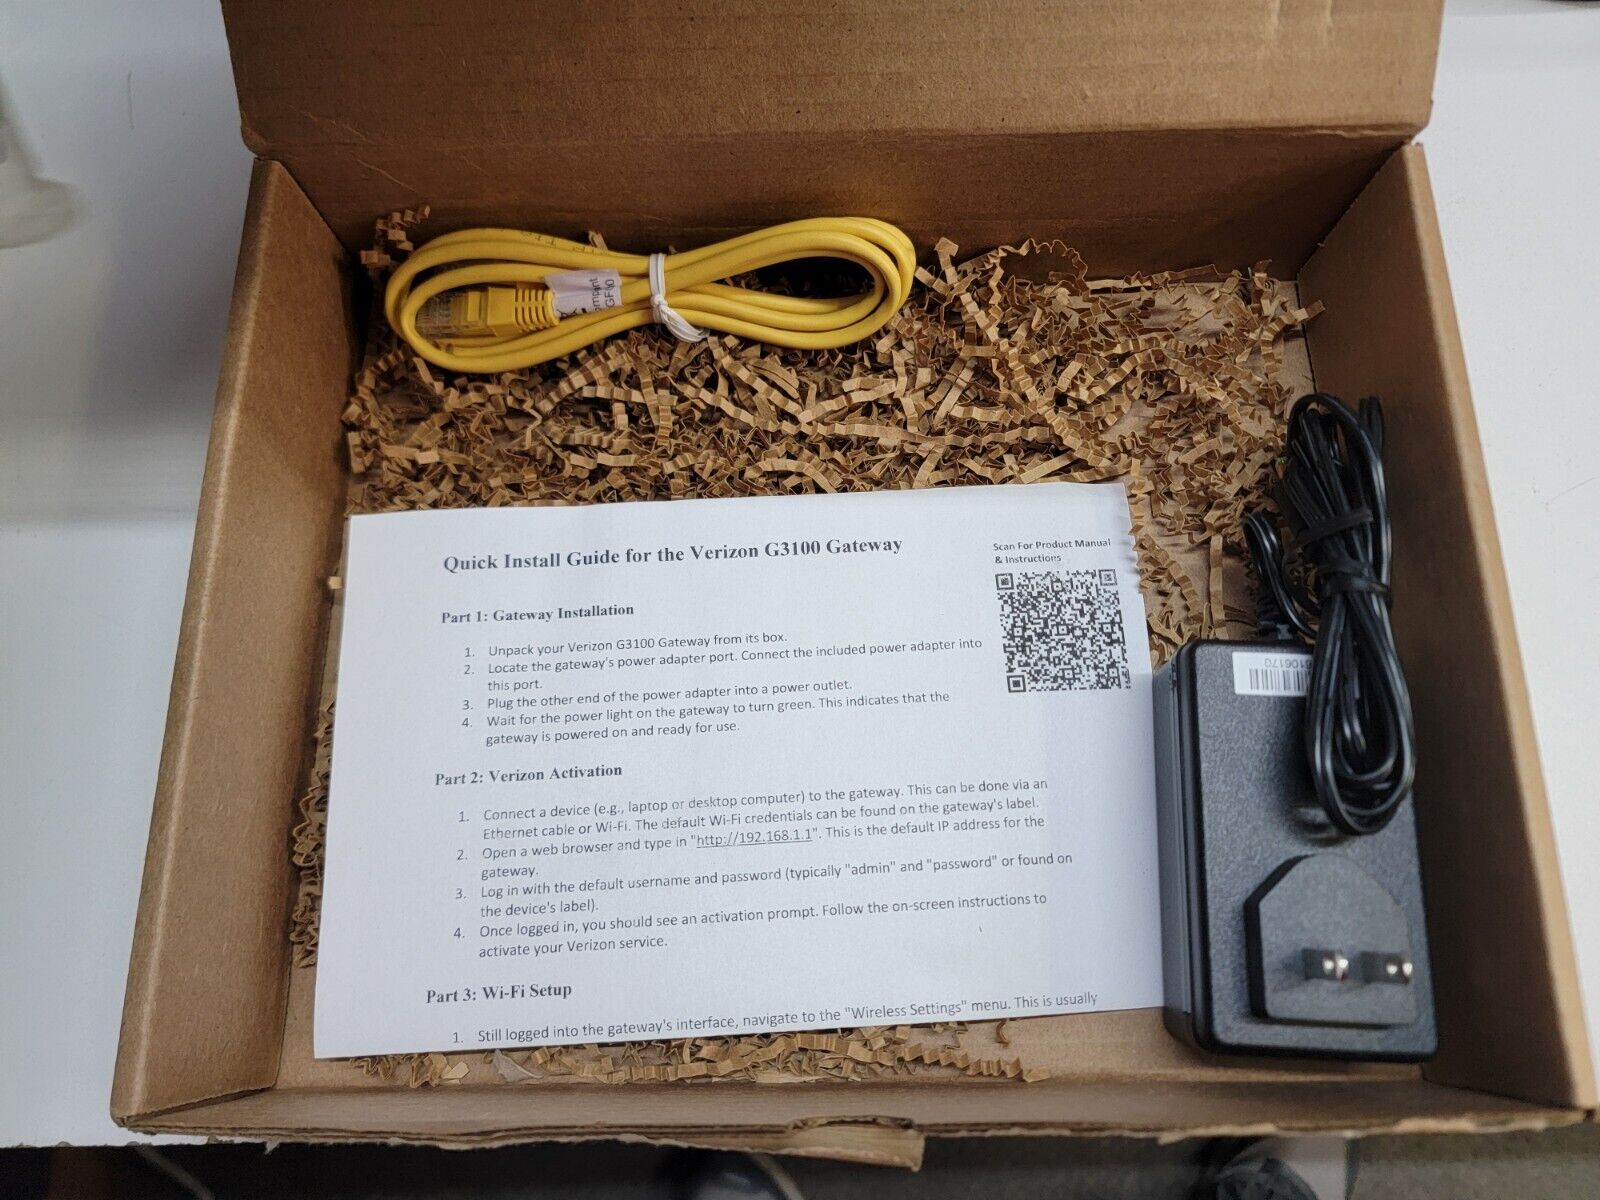 Quick Install Guide for the Verizon G3100 Gateway
Scan For Product Manual
& Instructions
Part 1: Gateway Installation
1. Unpack your Verizon G3100 Gateway from its box.
2. Locate the gateway's power adapter port. Connect the included power adapter into
this port.
3. Plug the other end of the power adapter into a power outlet.
4. Wait for the power light on the gateway to turn green. This indicates that the
gateway is powered on and ready for use.
Part 2: Verizon Activation
1. Connect a device (e.g., laptop or desktop computer) to the gateway. This can be done via an
Ethernet cable or Wi-Fi. The default Wi-Fi credentials can be found on the gateway's label.
2. Open a web browser and type in "http://192.168.1.1". This is the default IP address for the
gateway.
3. Log in with the default username and password (typically "admin" and "password" or found on
the device's label).
4. Once logged in, you should see an activation prompt. Follow the on-screen instructions to
activate your Verizon service.
Part 3: Wi-Fi Setup
1. Still logged into the gateway's interface, navigate to the "Wireless Settings" menu. This is usually